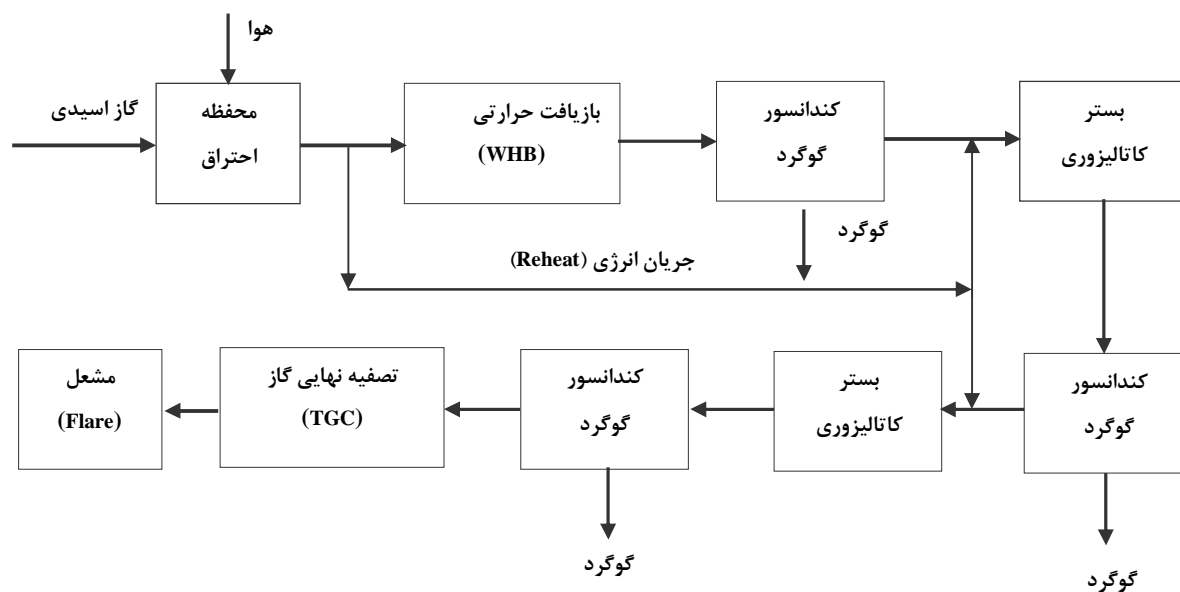 هوا
گاز اسیدی
محفظه
احتراق
بازیافت حرارتی
(WHB)
کندانسور
گوگرد
بستر
کاتالیزوری
گوگرد
جریان انرژی (Reheat)
مشعل
(Flare)
تصفیه نهایی گاز
(TGC)
کندانسور
گوگرد
بستر
کاتالیزوری
کندانسور
گوگرد
گوگرد
گوگرد